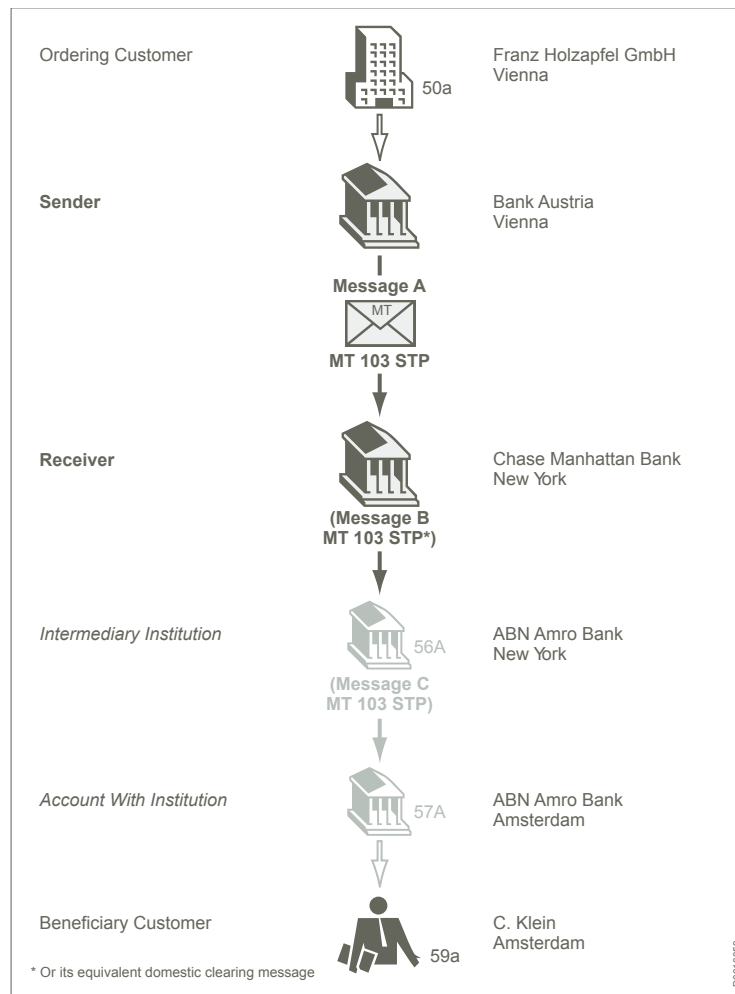 Ordering Customer
50a
Franz Holzapfel GmbH
Vienna
Sender
Bank Austria
Vienna
Message A
MT
MT 103 STP
Receiver
Chase Manhattan Bank
New York
(Message B
MT 103 STP*)
Intermediary Institution
56A
ABN Amro Bank
New York
(Message C
MT 103 STP)
Account With Institution
57A
ABN Amro Bank
Amsterdam
Beneficiary Customer
59a
C. Klein
Amsterdam
* Or its equivalent domestic clearing message